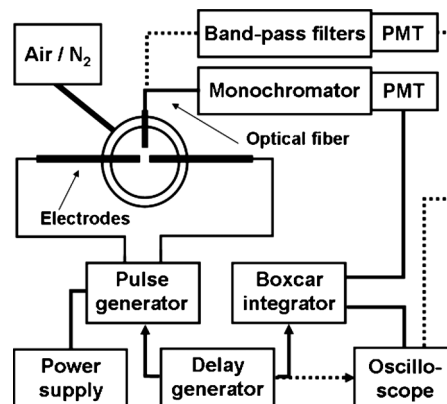 Band-pass filters
PMT
Air / N₂
Monochromator
PMT
Optical fiber
Electrodes
Pulse
generator
Boxcar
integrator
Power
supply
Delay
generator
Oscillo-
scope